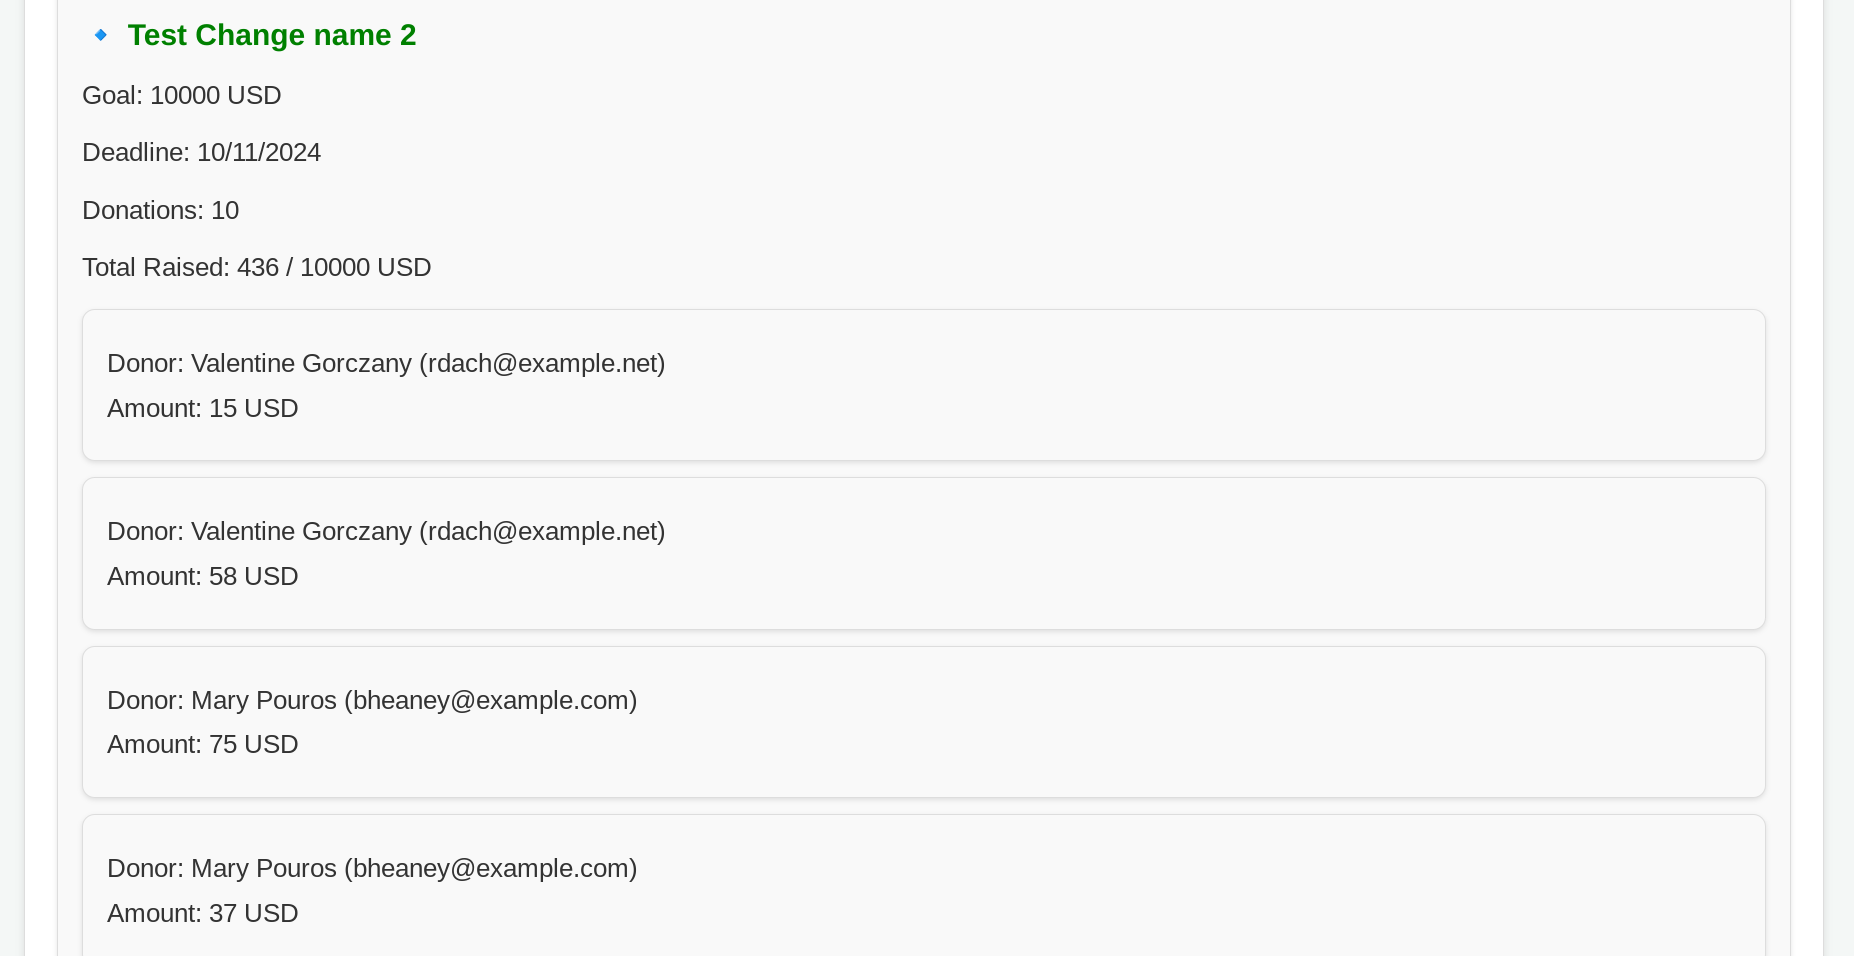 Test Change name 2
Goal: 10000 USD
Deadline: 10/11/2024
Donations: 10
Total Raised: 436 / 10000 USD
Donor: Valentine Gorczany (rdach@example.net)
Amount: 15 USD
Donor: Valentine Gorczany (rdach@example.net)
Amount: 58 USD
Donor: Mary Pouros (bheaney@example.com)
Amount: 75 USD
Donor: Mary Pouros (bheaney@example.com)
Amount: 37 USD